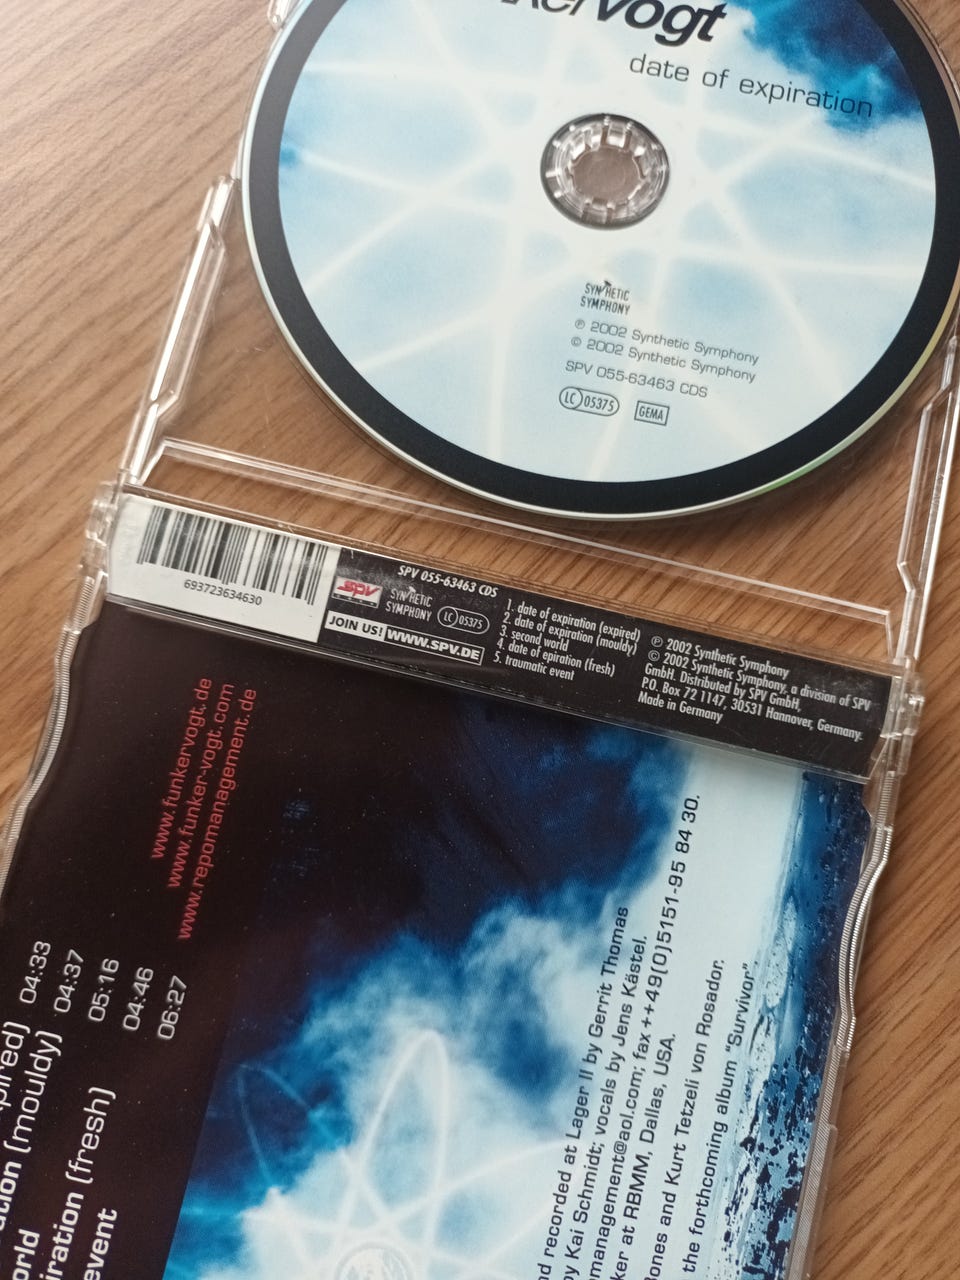 vogt
date of expiration
SYNTHETIC
SYMPHONY
℗ 2002 Synthetic Symphony
© 2002 Synthetic Symphony
SPV 055-63463 CDS
LC 05375
GEMA
693723634630
SPV 055-63463 CDS
spv
SYNTHETIC
SYMPHONY
LC 05375
JOIN US! WWW.SPV.DE
1. date of expiration (expired)
2. date of expiration (mouldy)
3. second world
4. date of epiration (fresh)
5. traumatic event
℗ 2002 Synthetic Symphony
© 2002 Synthetic Symphony, a division of SPV
GmbH. Distributed by SPV GmbH,
P.O. Box 72 1147, 30531 Hannover, Germany.
Made in Germany
www.funkervogt.de
www.funker-vogt.com
www.repomanagement.de
pired) 04:33
ation (mouldy) 04:37
orld 05:16
iration (fresh) 04:46
event 06:27
nd recorded at Lager II by Gerrit Thomas
by Kai Schmidt; vocals by Jens Kästel.
management@aol.com; fax ++49(0)5151-95 84 30.
ker at RBMM, Dallas, USA.
Bones and Kurt Tetzeli von Rosador.
the forthcoming album "Survivor"